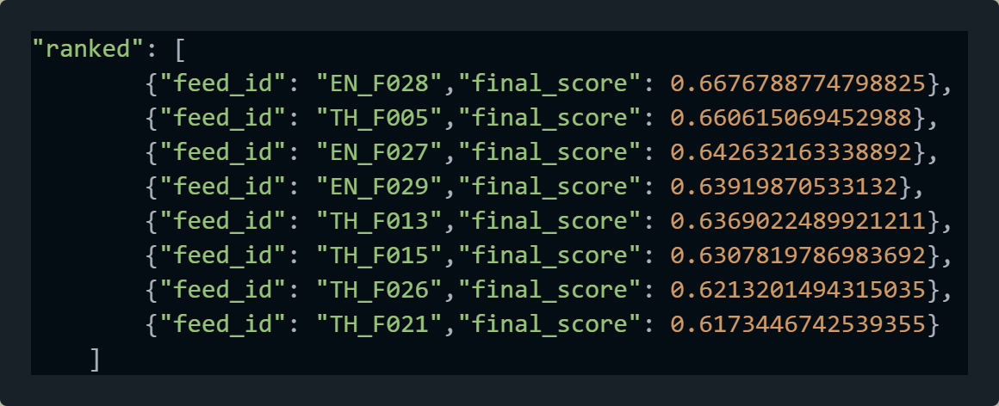 "ranked": [
{"feed_id": "EN_F028","final_score": 0.6676788774798825},
{"feed_id": "TH_F005","final_score": 0.660615069452988},
{"feed_id": "EN_F027","final_score": 0.642632163338892},
{"feed_id": "EN_F029","final_score": 0.63919870533132},
{"feed_id": "TH_F013","final_score": 0.6369022489921211},
{"feed_id": "TH_F015","final_score": 0.6307819786983692},
{"feed_id": "TH_F026","final_score": 0.6213201494315035},
{"feed_id": "TH_F021","final_score": 0.6173446742539355}
]